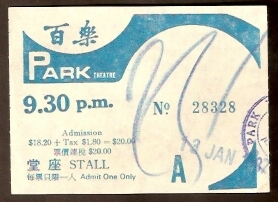 百樂
PARK THEATRE
9.30 p.m.
Nº 28328
Admission
$18.20 + Tax $1.80 = $20.00
票價連稅 $20.00
堂座 STALL
每票只限一人 Admit One Only
A
PARK
13 JAN